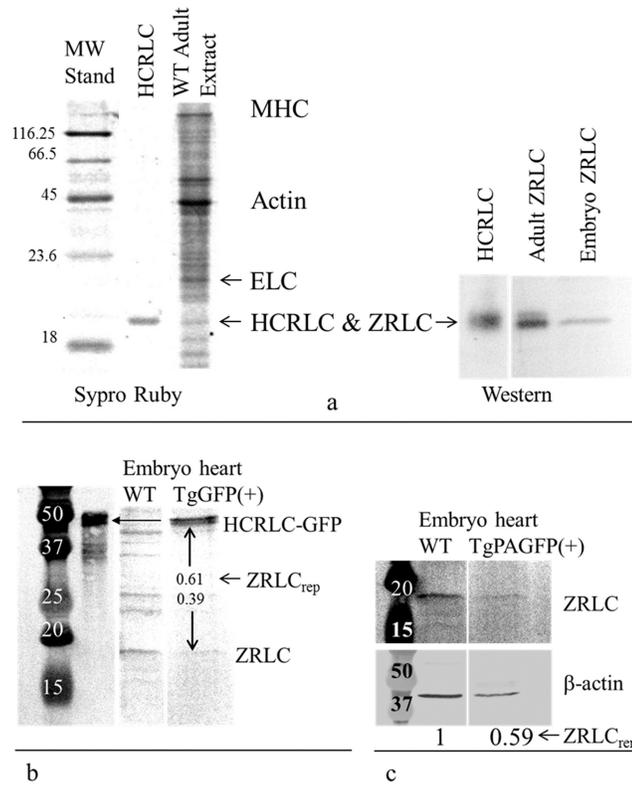 MW Stand
HCRLC
WT Adult Extract
MHC
116.25
66.5
45
Actin
23.6
← ELC
← HCRLC & ZRLC →
18
HCRLC
Adult ZRLC
Embryo ZRLC
Sypro Ruby
a
Western
Embryo heart
WT TgGFP(+)
50
37
25
20
15
HCRLC-GFP
0.61
0.39
← ZRLCrep
ZRLC
b
Embryo heart
WT TgPAGFP(+)
20
15
ZRLC
50
37
β-actin
1 0.59 ← ZRLCrep
c